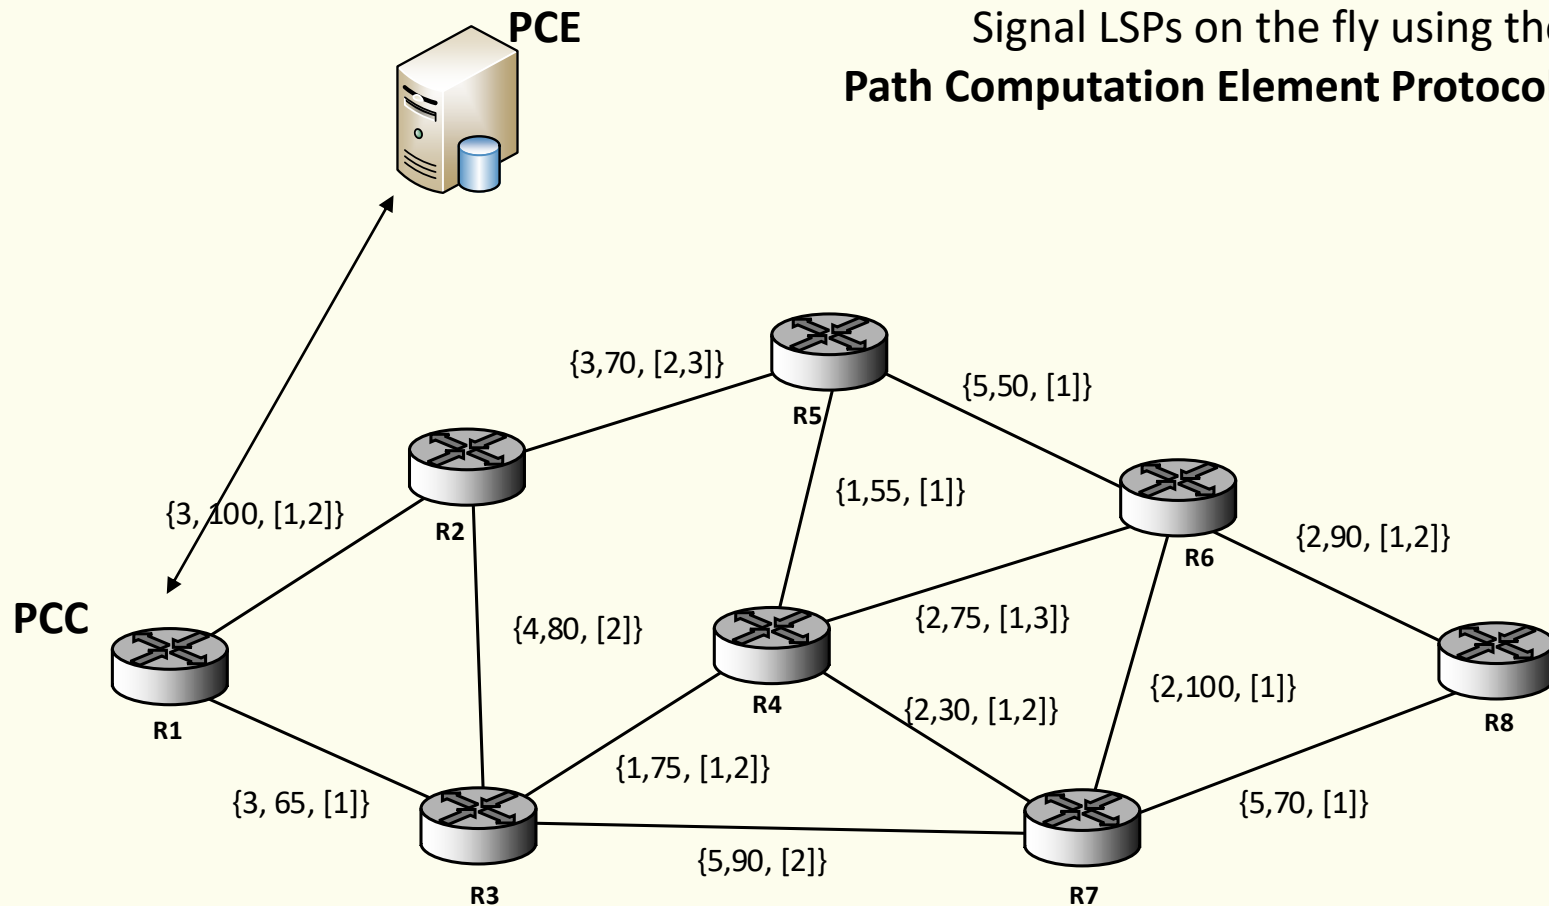 PCE
Signal LSPs on the fly using the
Path Computation Element Protocol
{3,70, [2,3]}
{5,50, [1]}
R5
{1,55, [1]}
{3, 100, [1,2]}
R2
{2,90, [1,2]}
R6
PCC
{4,80, [2]}
{2,75, [1,3]}
{2,100, [1]}
R4
{2,30, [1,2]}
R1
R8
{1,75, [1,2]}
{3, 65, [1]}
{5,70, [1]}
{5,90, [2]}
R3
R7